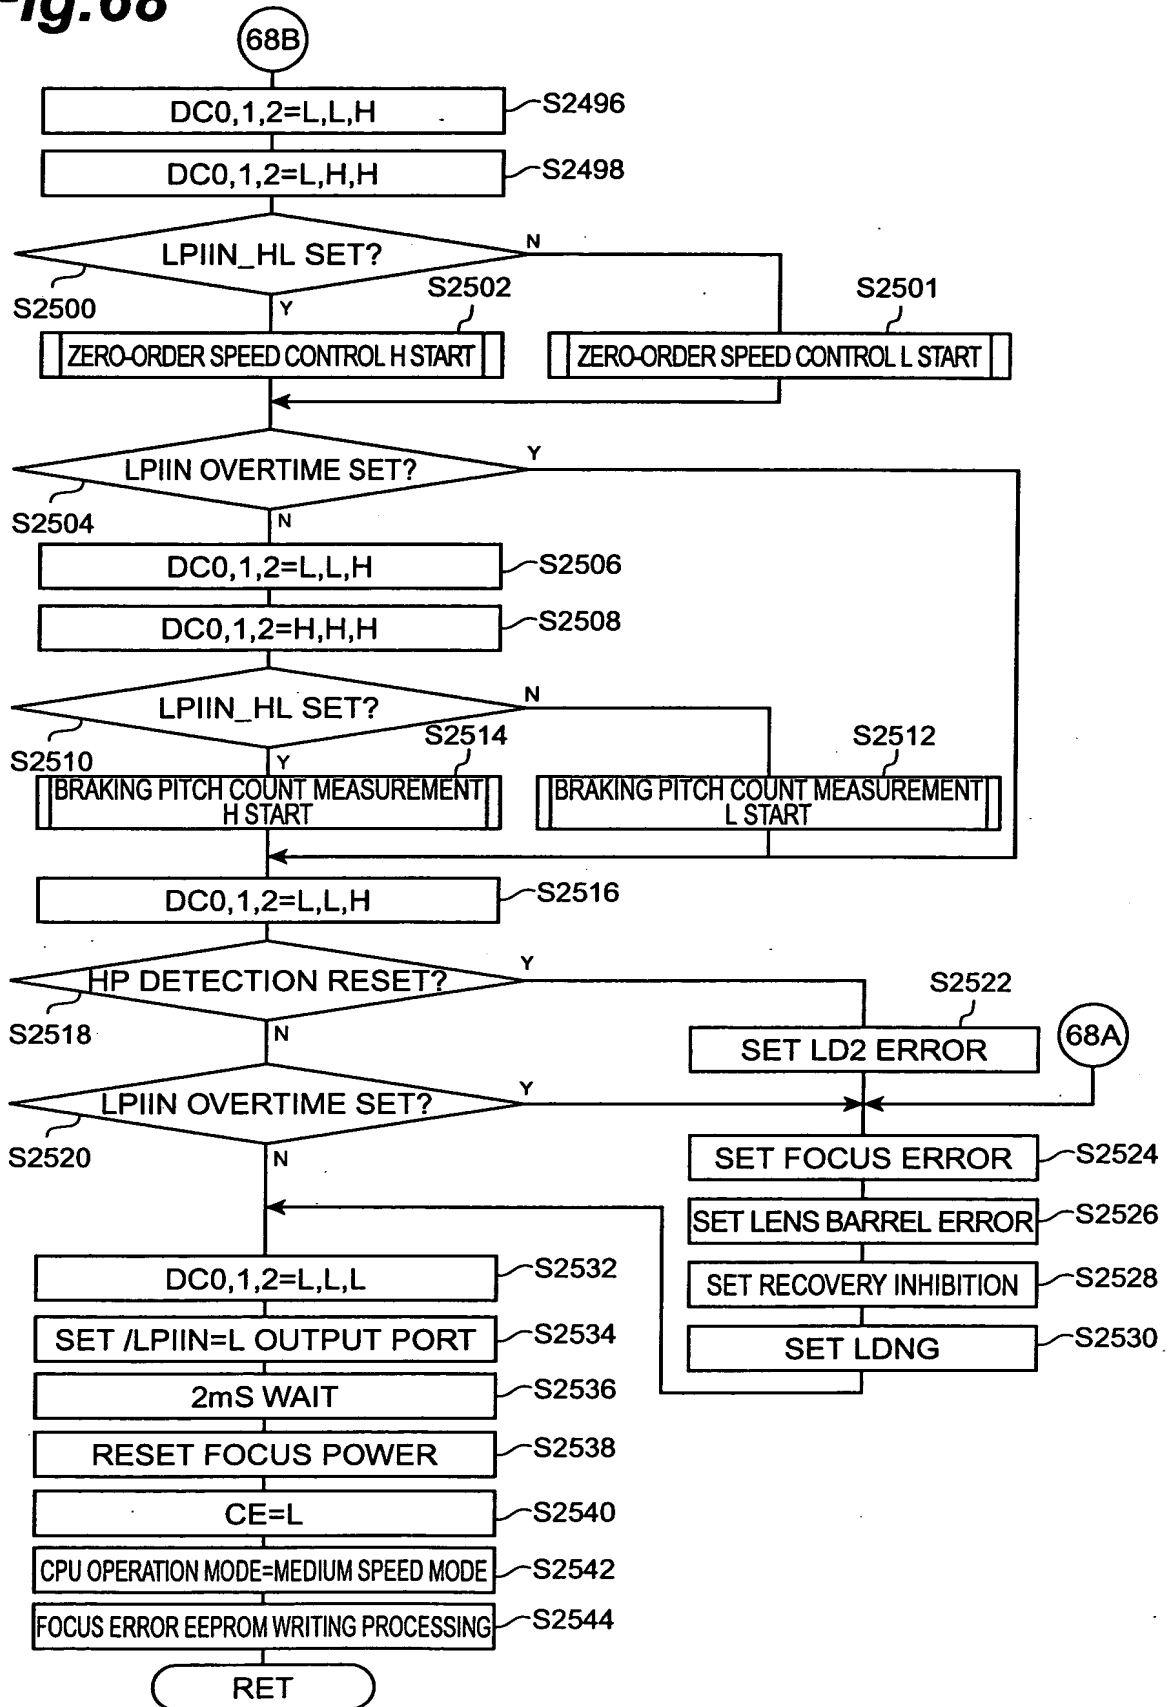 Fig.68
68B
DC0,1,2=L,L,H
S2496
DC0,1,2=L,H,H
S2498
LPIIN_HL SET?
N
S2500
Y
S2502
S2501
ZERO-ORDER SPEED CONTROL H START
ZERO-ORDER SPEED CONTROL L START
LPIIN OVERTIME SET?
Y
S2504
N
DC0,1,2=L,L,H
S2506
DC0,1,2=H,H,H
S2508
LPIIN_HL SET?
N
S2510
Y
S2514
S2512
BRAKING PITCH COUNT MEASUREMENT
H START
BRAKING PITCH COUNT MEASUREMENT
L START
DC0,1,2=L,L,H
S2516
HP DETECTION RESET?
Y
S2518
N
S2522
SET LD2 ERROR
68A
LPIIN OVERTIME SET?
Y
S2520
N
SET FOCUS ERROR
S2524
SET LENS BARREL ERROR
S2526
SET RECOVERY INHIBITION
S2528
SET LDNG
S2530
DC0,1,2=L,L,L
S2532
SET /LPIIN=L OUTPUT PORT
S2534
2mS WAIT
S2536
RESET FOCUS POWER
S2538
CE=L
S2540
CPU OPERATION MODE=MEDIUM SPEED MODE
S2542
FOCUS ERROR EEPROM WRITING PROCESSING
S2544
RET